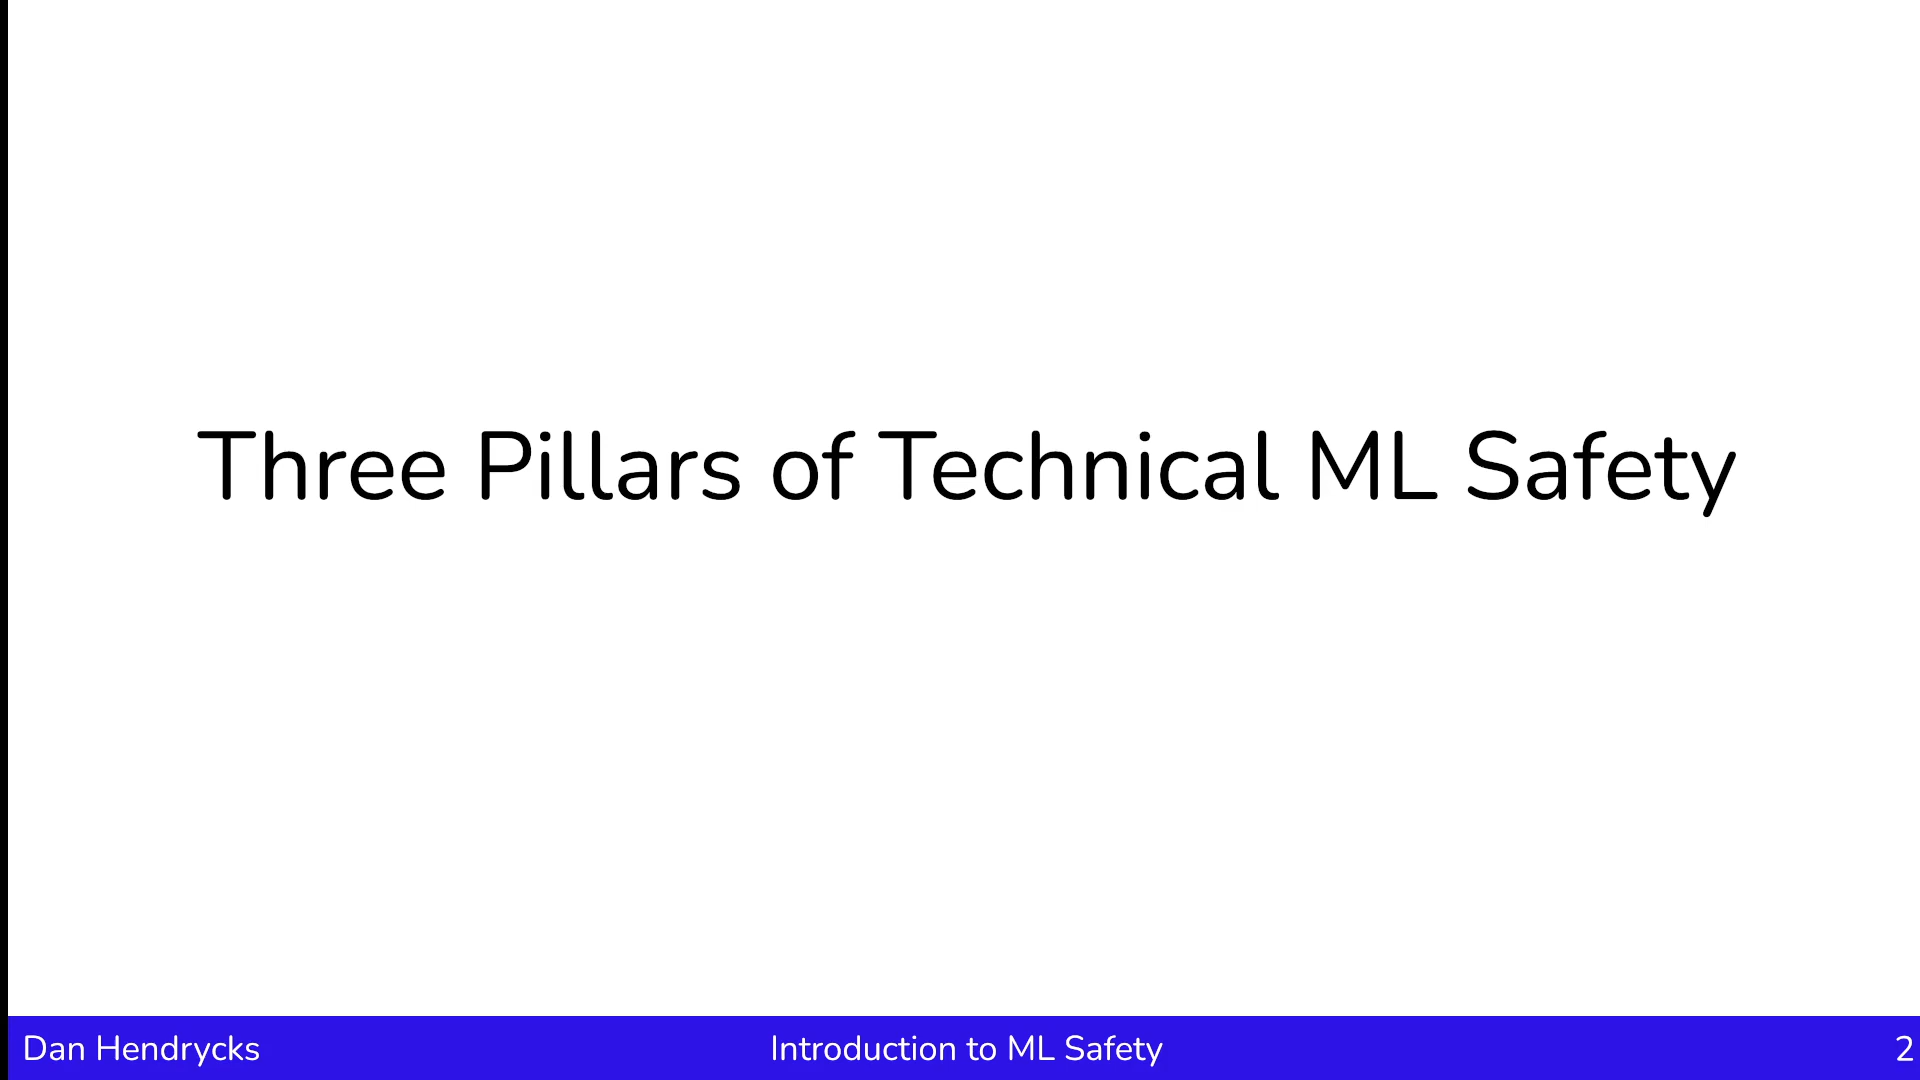 Three Pillars of Technical ML Safety
Dan Hendrycks
Introduction to ML Safety
2